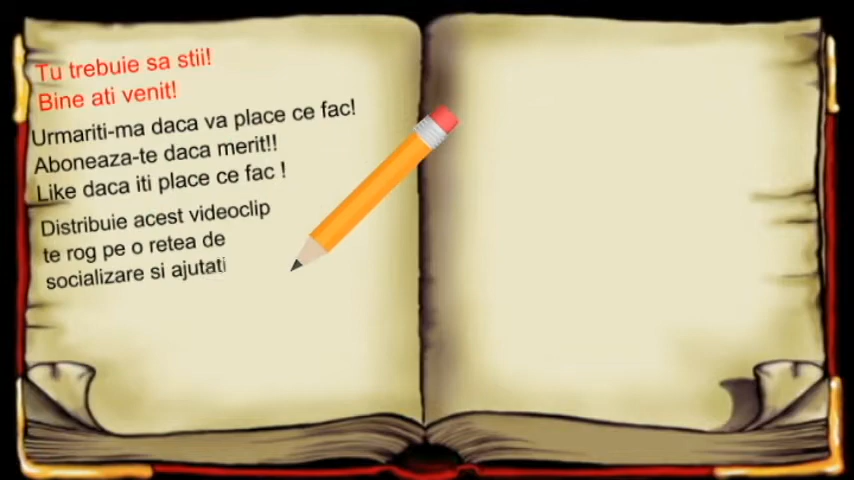 Tu trebuie sa stii!
Bine ati venit!
Urmariti-ma daca va place ce fac!
Aboneaza-te daca merit!!
Like daca iti place ce fac !
Distribuie acest videoclip
te rog pe o retea de
socializare si ajutati